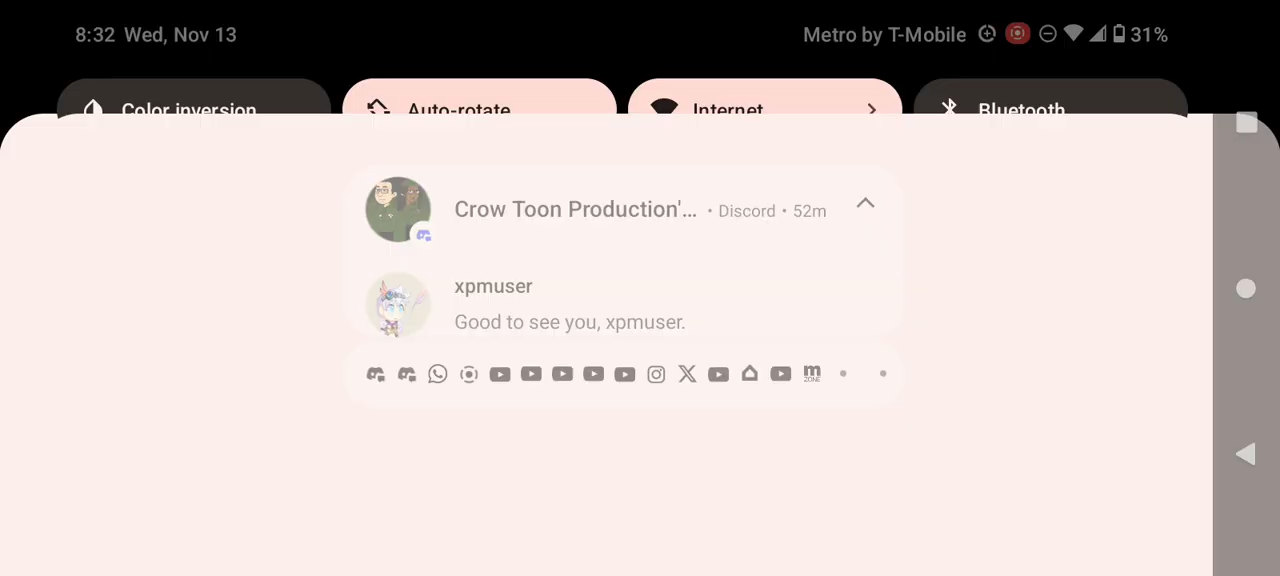 8:32 Wed, Nov 13
Metro by T-Mobile 31%
Color inversion
Auto-rotate
Internet
Bluetooth
Crow Toon Production'... • Discord • 52m
xpmuser
Good to see you, xpmuser.
m ZONE